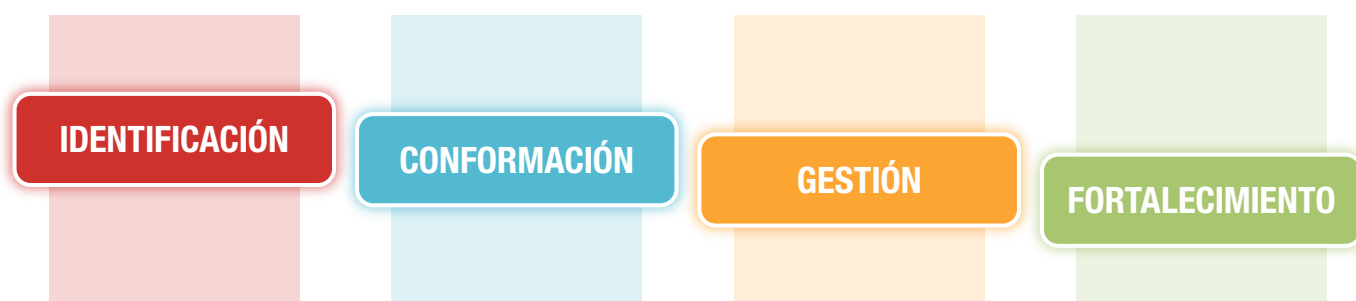 IDENTIFICACIÓN
CONFORMACIÓN
GESTIÓN
FORTALECIMIENTO